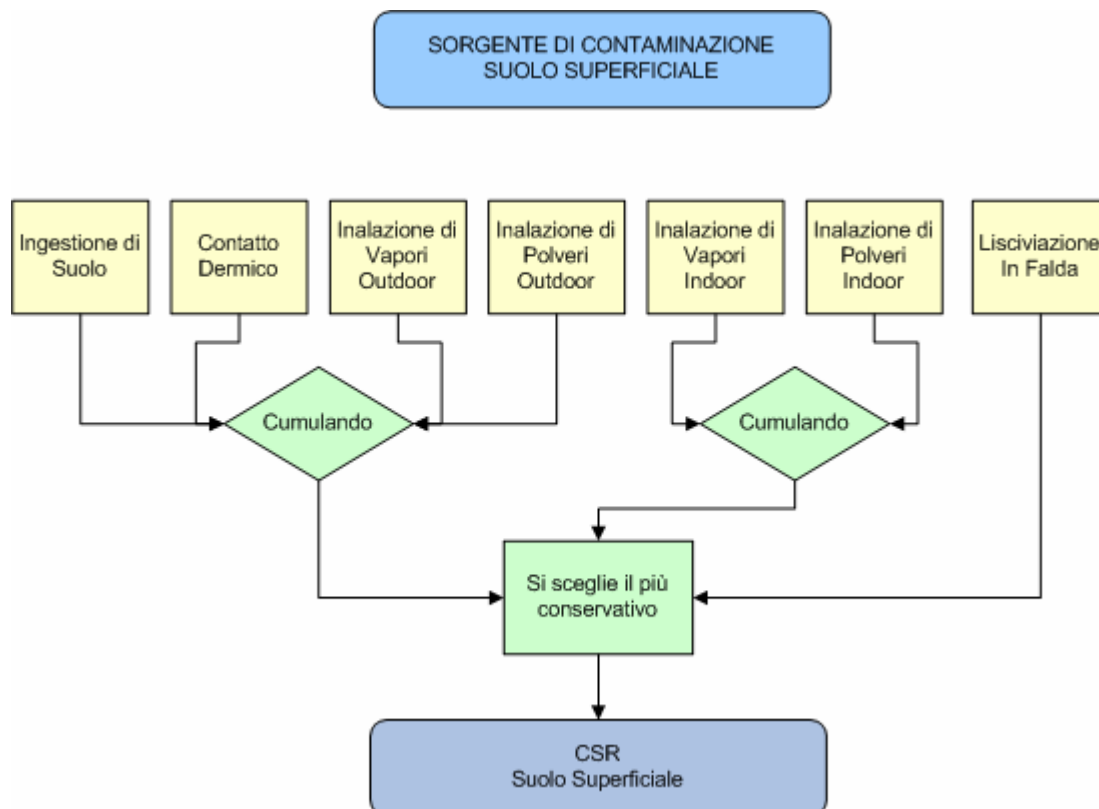 SORGENTE DI CONTAMINAZIONE
SUOLO SUPERFICIALE
Ingestione di
Suolo
Contatto
Dermico
Inalazione di
Vapori
Outdoor
Inalazione di
Polveri
Outdoor
Inalazione di
Vapori
Indoor
Inalazione di
Polveri
Indoor
Lisciviazione
In Falda
Cumulando
Cumulando
Si sceglie il più
conservativo
CSR
Suolo Superficiale